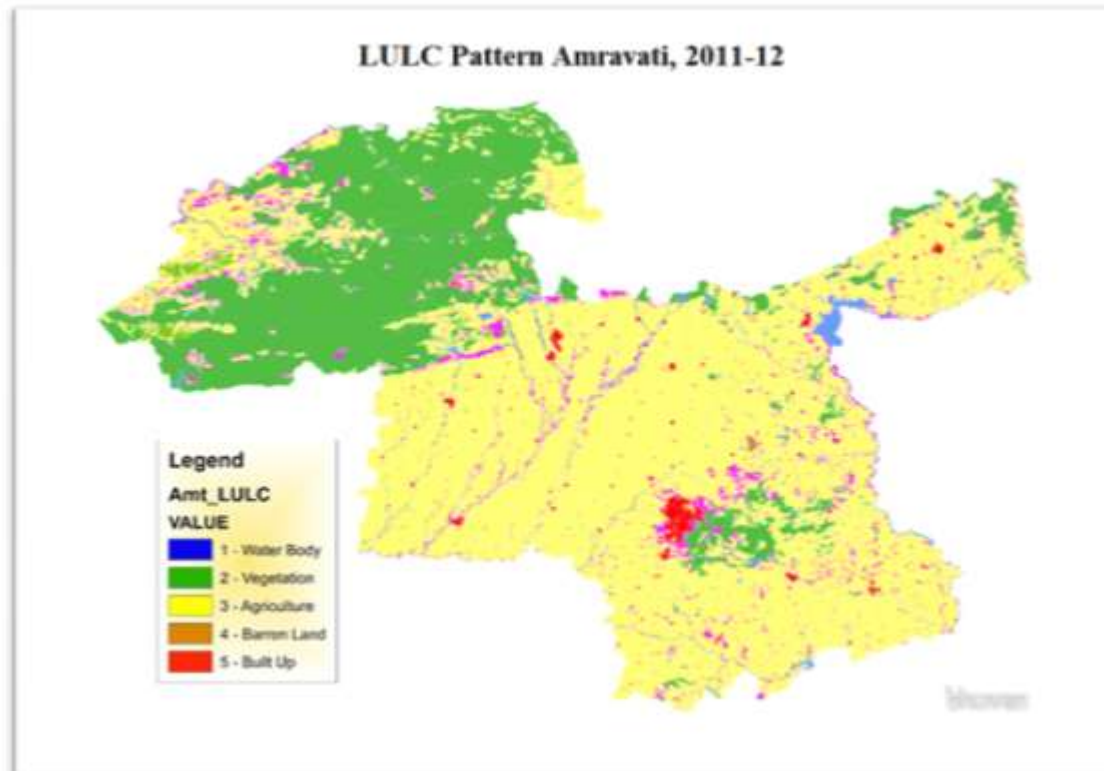 LULC Pattern Amravati, 2011-12
Legend
Amt_LULC
VALUE
1 - Water Body
2 - Vegetation
3 - Agriculture
4 - Barron Land
5 - Built Up